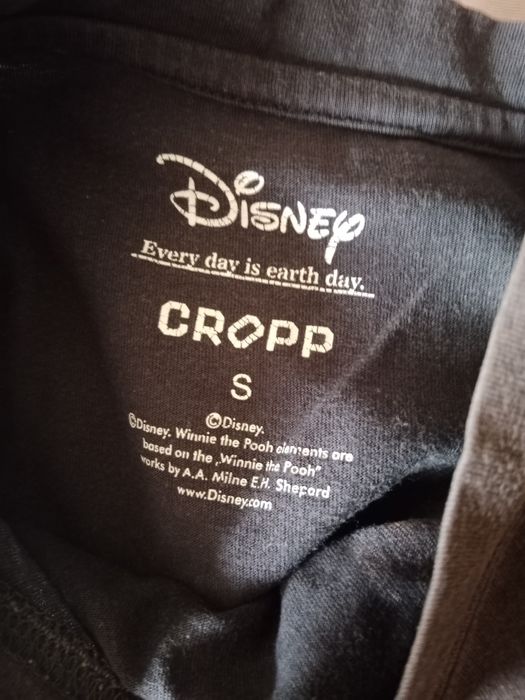 Disney
Every day is earth day.
CROPP
S
©Disney.
©Disney. Winnie the Pooh elements are
based on the „Winnie the Pooh"
works by A.A. Milne E.H. Shepard
www.Disney.com